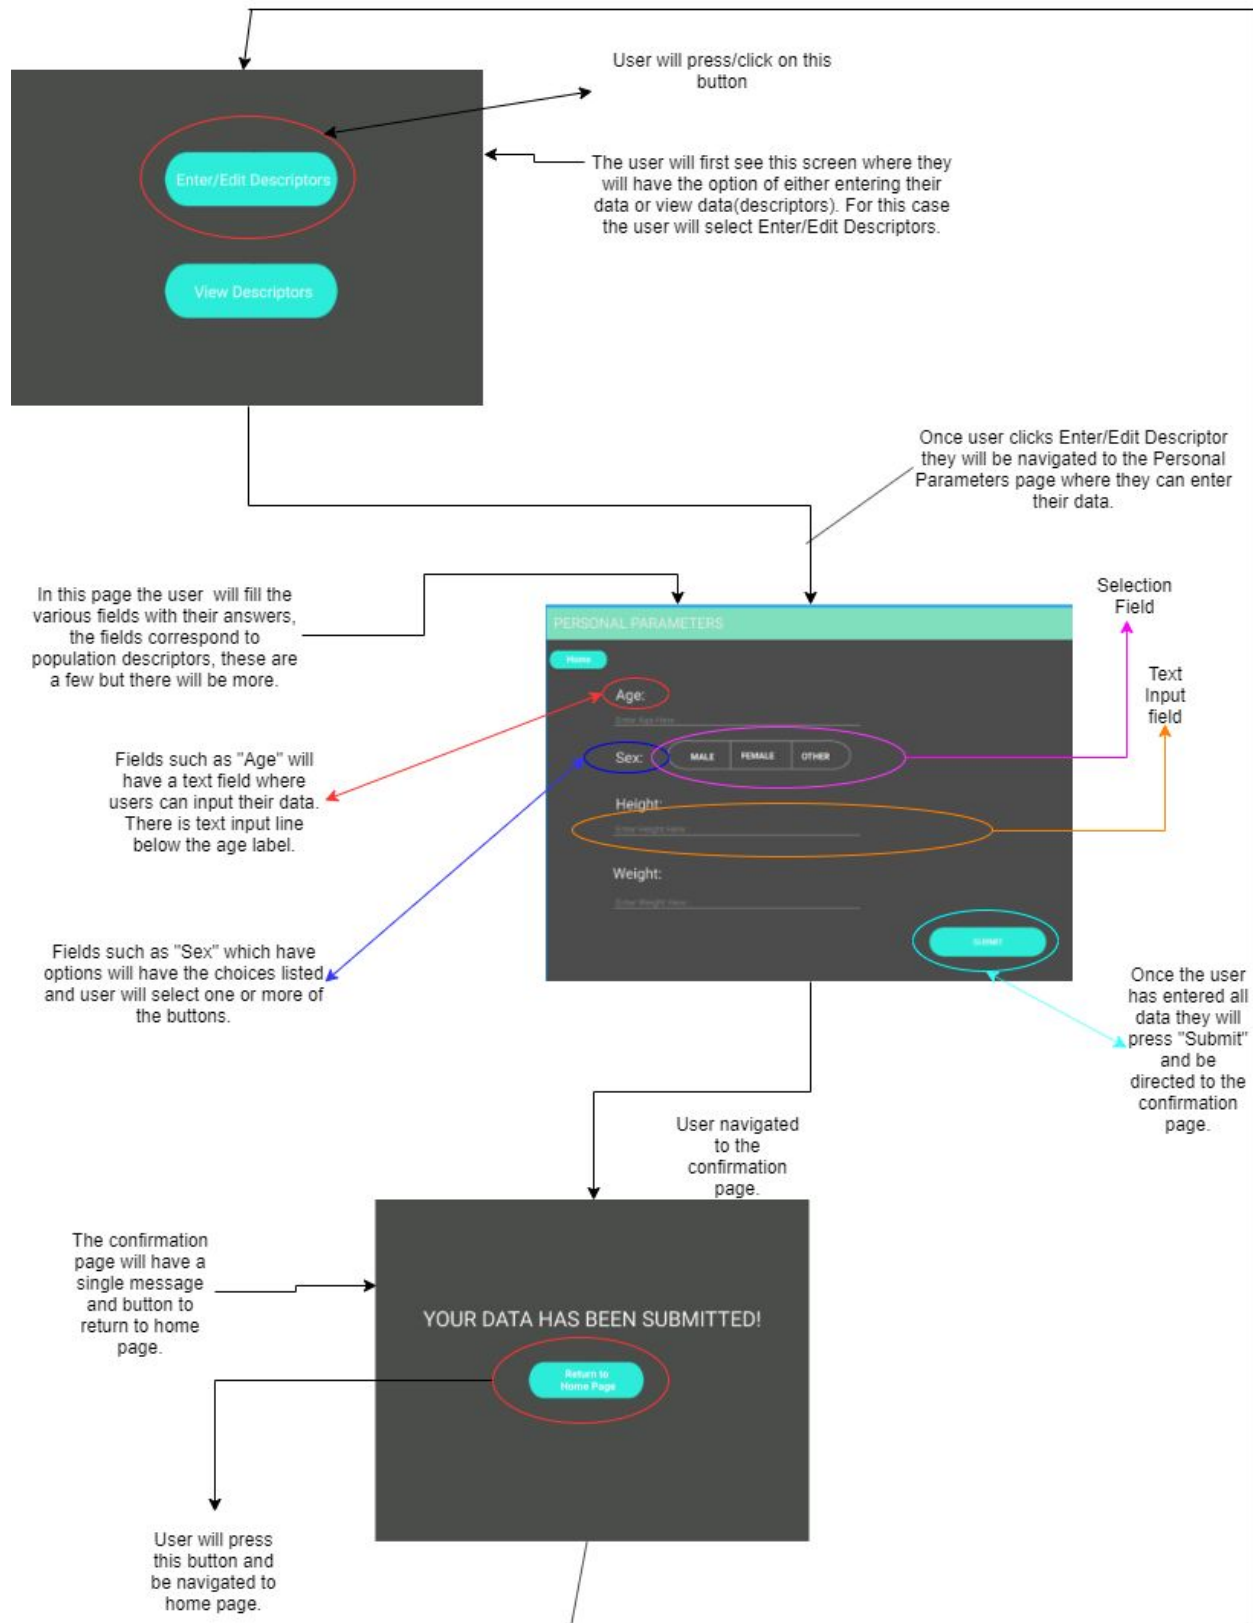 User will press/click on this
button
Enter/Edit Descriptors
The user will first see this screen where they
will have the option of either entering their
data or view data(descriptors). For this case
the user will select Enter/Edit Descriptors.
View Descriptors
Once user clicks Enter/Edit Descriptor
they will be navigated to the Personal
Parameters page where they can enter
their data.
In this page the user will fill the
various fields with their answers,
the fields correspond to
population descriptors, these are
a few but there will be more.
Selection
Field
PERSONAL PARAMETERS
Home
Text
Input
field
Age:
Enter Age Here
Fields such as "Age" will
have a text field where
users can input their data.
There is text input line
below the age label.
Sex:
MALE
FEMALE
OTHER
Height:
Enter Height Here
Weight:
Enter Weight Here
SUBMIT
Fields such as "Sex" which have
options will have the choices listed
and user will select one or more of
the buttons.
Once the user
has entered all
data they will
press "Submit"
and be
directed to the
confirmation
page.
User navigated
to the
confirmation
page.
The confirmation
page will have a
single message
and button to
return to home
page.
YOUR DATA HAS BEEN SUBMITTED!
Return to
Home Page
User will press
this button and
be navigated to
home page.